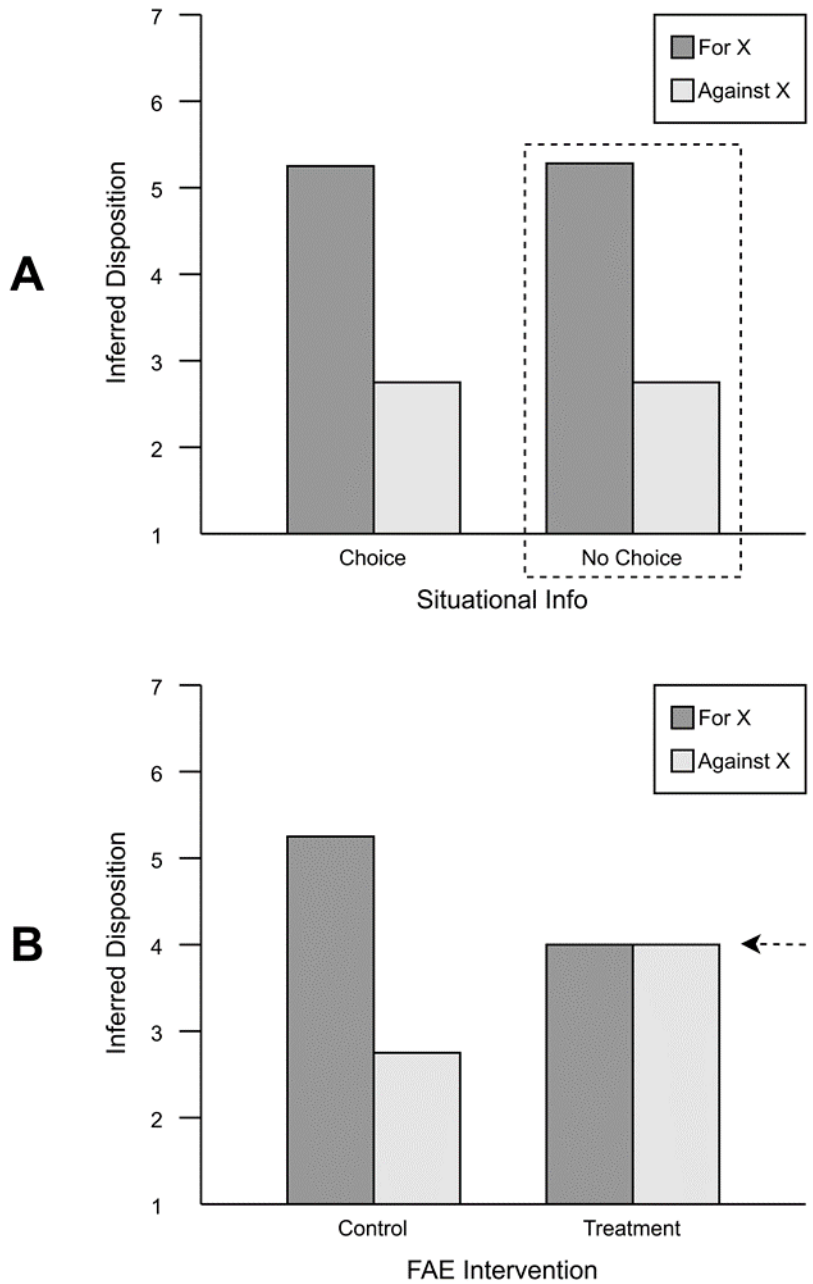 A
Inferred Disposition
7
6
5
4
3
2
1
For X
Against X
Choice
No Choice
Situational Info
B
Inferred Disposition
7
6
5
4
3
2
1
For X
Against X
Control
Treatment
FAE Intervention